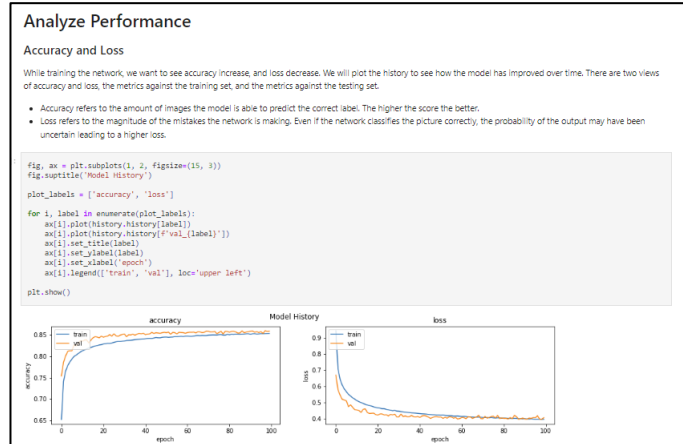 Analyze Performance
Accuracy and Loss
While training the network, we want to see accuracy increase, and loss decrease. We will plot the history to see how the model has improved over time. There are two views
of accuracy and loss, the metrics against the training set, and the metrics against the testing set.
• Accuracy refers to the amount of images the model is able to predict the correct label. The higher the score the better.
• Loss refers to the magnitude of the mistakes the network is making. Even if the network classifies the picture correctly, the probability of the output may have been
uncertain leading to a higher loss.
fig, ax = plt.subplots(1, 2, figsize=(15, 3))
fig.suptitle('Model History')
plot_labels = ['accuracy', 'loss']
for i, label in enumerate(plot_labels):
    ax[i].plot(history.history[label])
    ax[i].plot(history.history[f'val_{label}'])
    ax[i].set_title(label)
    ax[i].set_ylabel(label)
    ax[i].set_xlabel('epoch')
    ax[i].legend(['train', 'val'], loc='upper left')
plt.show()
Model History
accuracy
train
val
0.85
0.80
0.75
0.70
0.65
accuracy
0 20 40 60 80 100
epoch
loss
train
val
0.9
0.8
0.7
0.6
0.5
0.4
loss
0 20 40 60 80 100
epoch